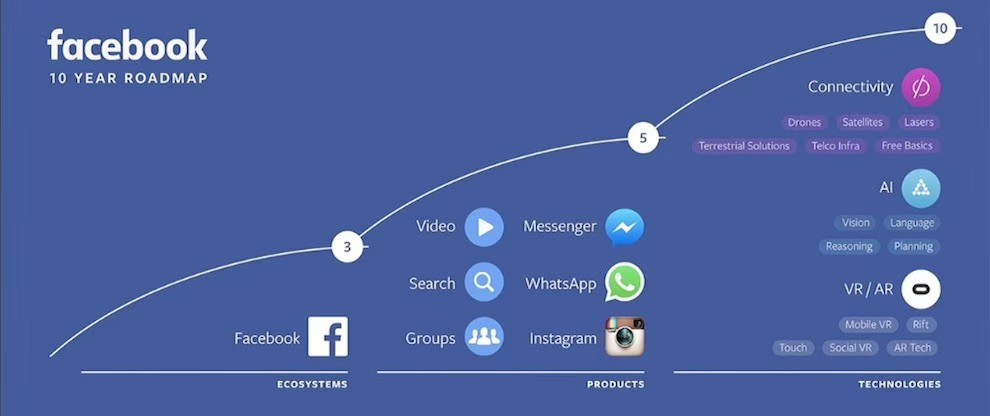 facebook
10 YEAR ROADMAP
3
Facebook
ECOSYSTEMS
5
Video
Messenger
Search
WhatsApp
Groups
Instagram
PRODUCTS
10
Connectivity
Drones Satellites Lasers
Terrestrial Solutions Telco Infra Free Basics
AI
Vision Language
Reasoning Planning
VR / AR
Mobile VR Rift
Touch Social VR AR Tech
TECHNOLOGIES